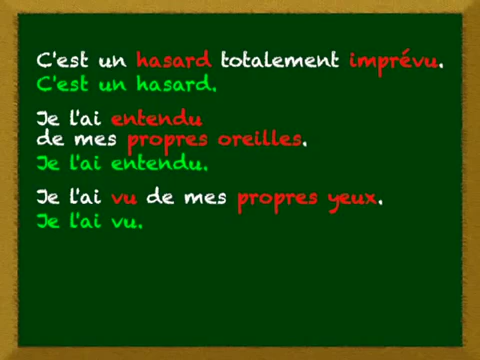 C'est un hasard totalement imprévu.
C'est un hasard.
Je l'ai entendu
de mes propres oreilles.
Je l'ai entendu.
Je l'ai vu de mes propres yeux.
Je l'ai vu.